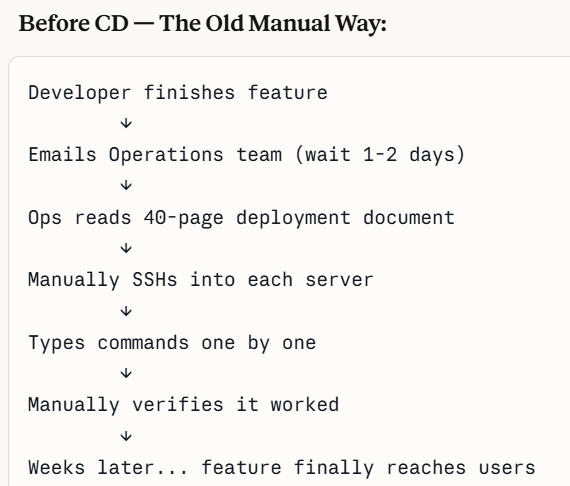 Before CD — The Old Manual Way:
Developer finishes feature
↓
Emails Operations team (wait 1-2 days)
↓
Ops reads 40-page deployment document
↓
Manually SSHs into each server
↓
Types commands one by one
↓
Manually verifies it worked
↓
Weeks later... feature finally reaches users